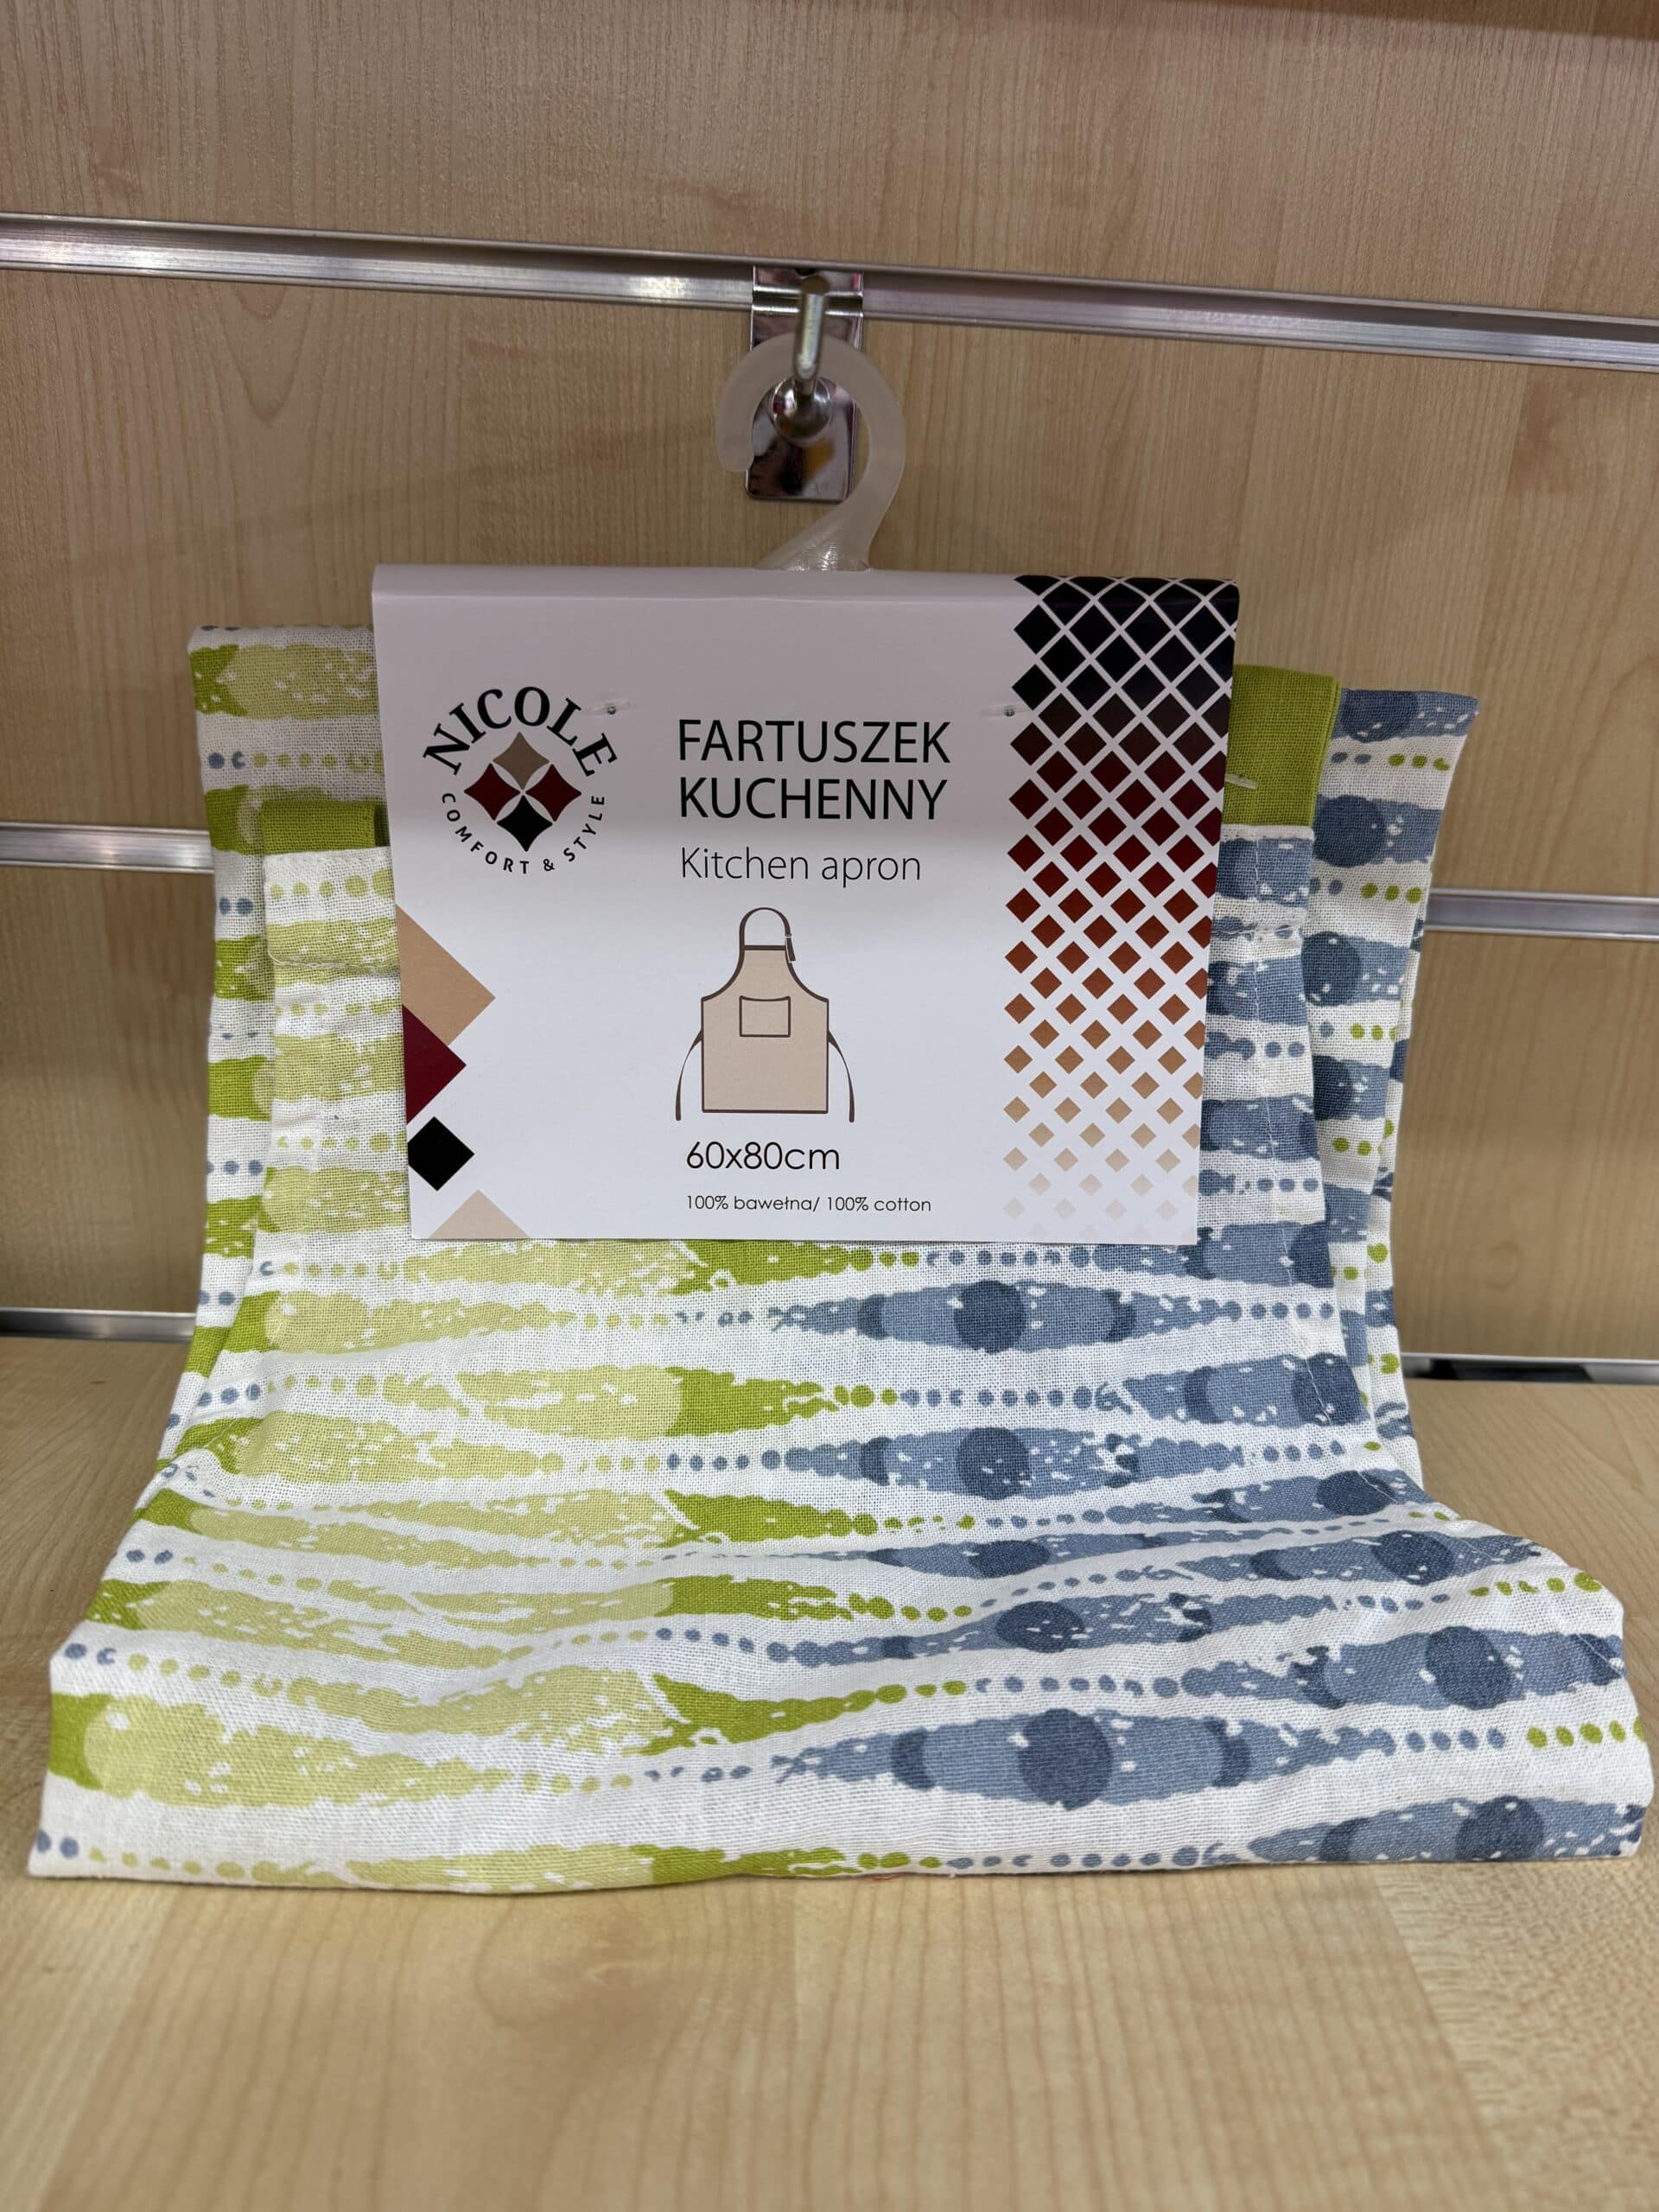 NICOLE
COMFORT & STYLE
FARTUSZEK
KUCHENNY
Kitchen apron
60x80cm
100% bawełna/ 100% cotton